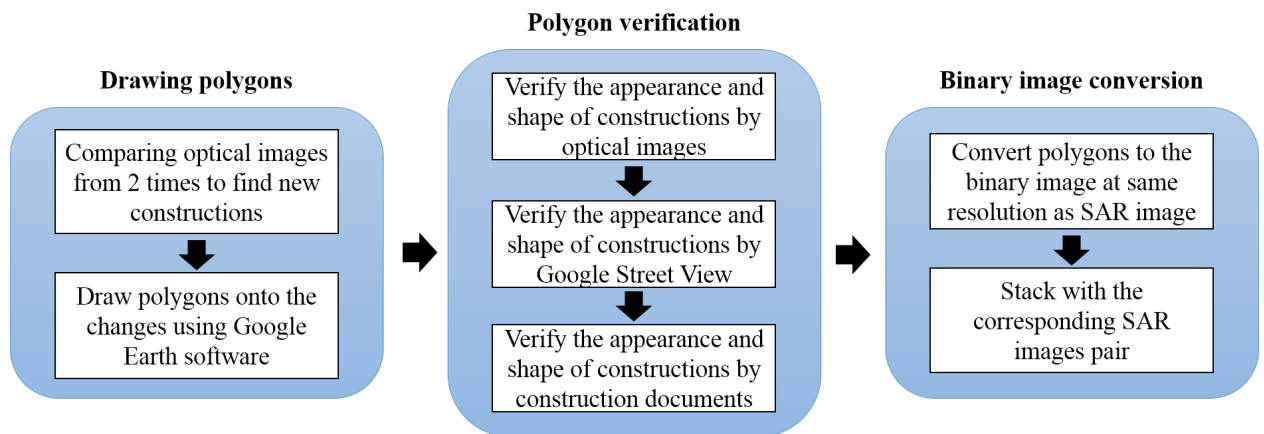 Drawing polygons
Comparing optical images
from 2 times to find new
constructions
Draw polygons onto the
changes using Google
Earth software
Polygon verification
Verify the appearance and
shape of constructions by
optical images
Verify the appearance and
shape of constructions by
Google Street View
Verify the appearance and
shape of constructions by
construction documents
Binary image conversion
Convert polygons to the
binary image at same
resolution as SAR image
Stack with the
corresponding SAR
images pair